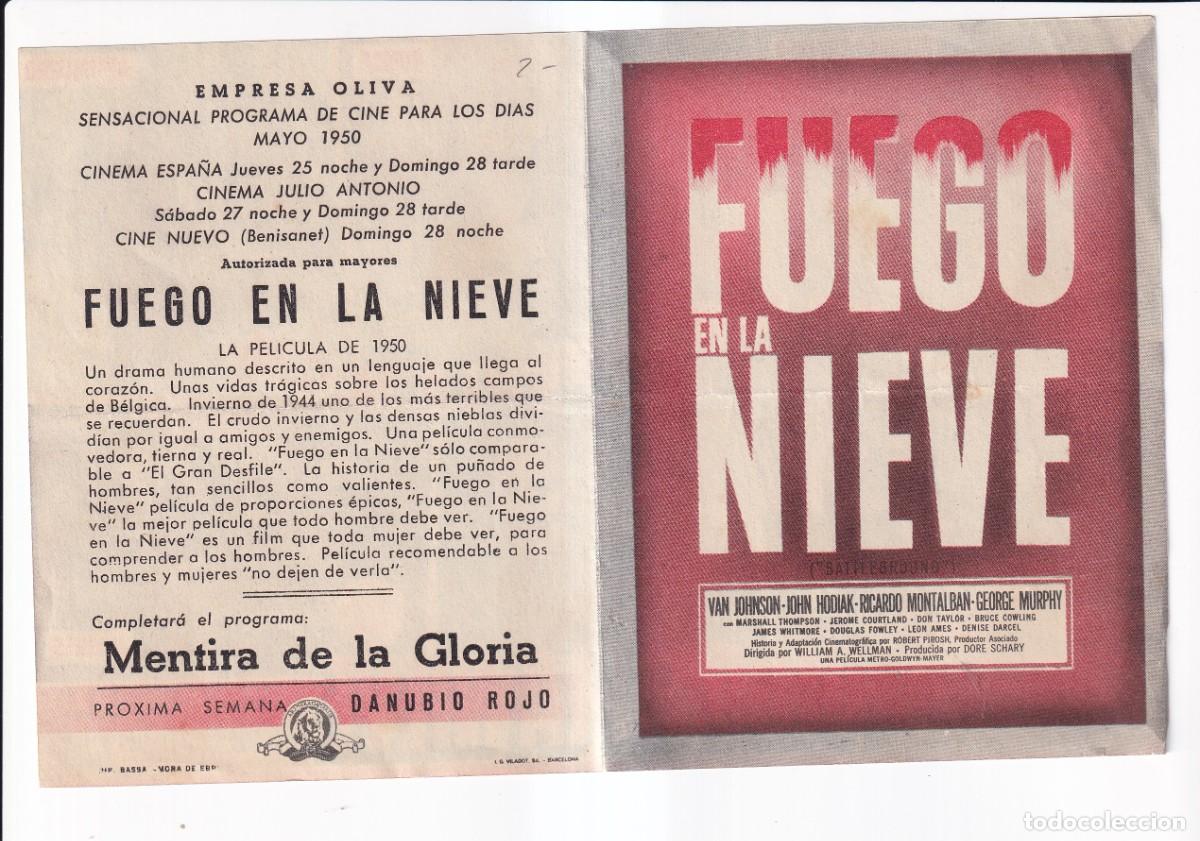 2-
EMPRESA OLIVA
SENSACIONAL PROGRAMA DE CINE PARA LOS DIAS
MAYO 1950
CINEMA ESPAÑA Jueves 25 noche y Domingo 28 tarde
CINEMA JULIO ANTONIO
Sábado 27 noche y Domingo 28 tarde
CINE NUEVO (Benisanet) Domingo 28 noche
Autorizada para mayores
FUEGO EN LA NIEVE
LA PELICULA DE 1950
Un drama humano descrito en un lenguaje que llega al
corazón. Unas vidas trágicas sobre los helados campos
de Bélgica. Invierno de 1944 uno de los más terribles que
se recuerdan. El crudo invierno y las densas nieblas divi-
dían por igual a amigos y enemigos. Una película conmo-
vedora, tierna y real. "Fuego en la Nieve" sólo compara-
ble a "El Gran Desfile". La historia de un puñado de
hombres, tan sencillos como valientes. "Fuego en la
Nieve" película de proporciones épicas, "Fuego en la Nie-
ve" la mejor película que todo hombre debe ver. "Fuego
en la Nieve" es un film que toda mujer debe ver, para
comprender a los hombres. Película recomendable a los
hombres y mujeres "no dejen de verla".
Completará el programa:
Mentira de la Gloria
PROXIMA SEMANA DANUBIO ROJO
IMP. BASSA - MORA DE EBR
I. G. VILADOT, S.L. - BARCELONA
FUEGO
EN LA
NIEVE
("BATTLEGROUND")
VAN JOHNSON · JOHN HODIAK · RICARDO MONTALBAN · GEORGE MURPHY
con MARSHALL THOMPSON · JEROME COURTLAND · DON TAYLOR · BRUCE COWLING
JAMES WHITMORE · DOUGLAS FOWLEY · LEON AMES · DENISE DARCEL
Historia y Adaptación Cinematográfica por ROBERT PIROSH, Productor Asociado
Dirigida por WILLIAM A. WELLMAN · Producida por DORE SCHARY
UNA PELÍCULA METRO-GOLDWYN-MAYER
todocoleccion